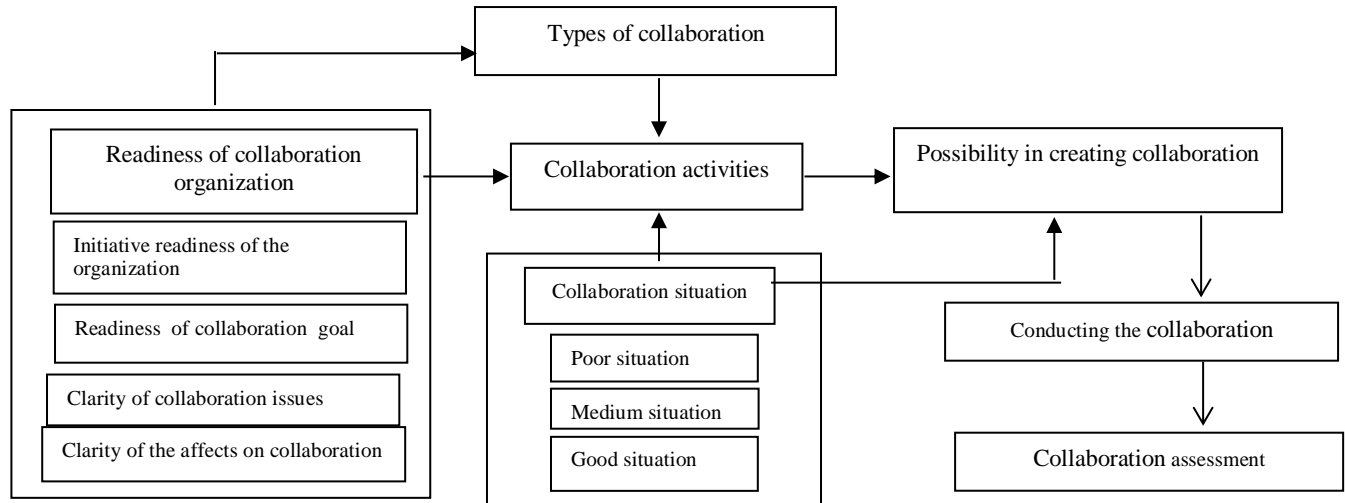 Types of collaboration
Readiness of collaboration
organization
Initiative readiness of the
organization
Readiness of collaboration goal
Clarity of collaboration issues
Clarity of the affects on collaboration
Collaboration activities
Collaboration situation
Poor situation
Medium situation
Good situation
Possibility in creating collaboration
Conducting the collaboration
Collaboration assessment